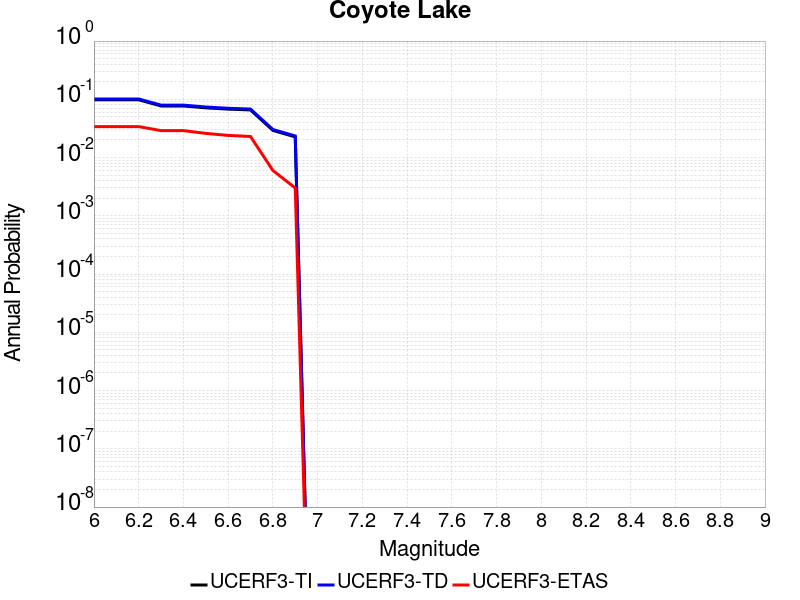 Coyote Lake
10^0
10^-1
10^-2
10^-3
10^-4
10^-5
10^-6
10^-7
10^-8
Annual Probability
6 6.2 6.4 6.6 6.8 7 7.2 7.4 7.6 7.8 8 8.2 8.4 8.6 8.8 9
Magnitude
UCERF3-TI UCERF3-TD UCERF3-ETAS